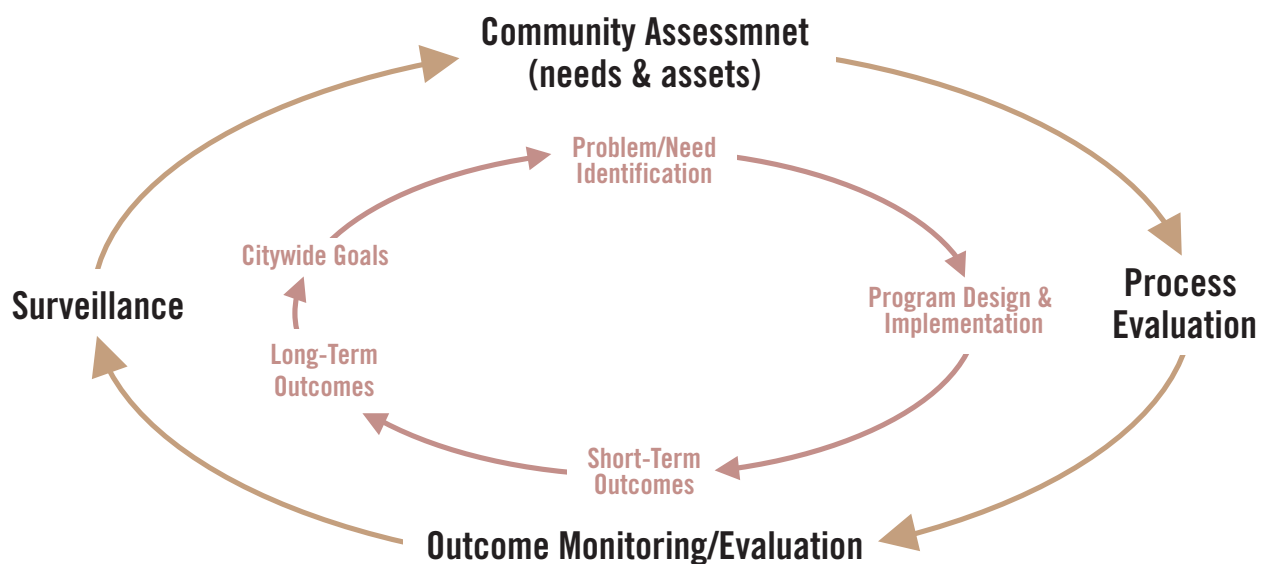 Community Assessmnet
(needs & assets)
Problem/Need
Identification
Citywide Goals
Program Design &
Implementation
Process
Evaluation
Surveillance
Long-Term
Outcomes
Short-Term
Outcomes
Outcome Monitoring/Evaluation